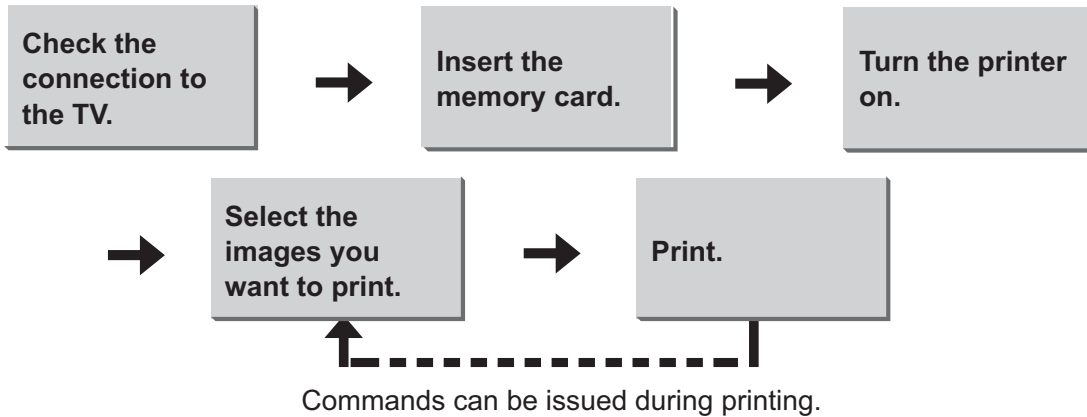 Check the
connection to
the TV.
Insert the
memory card.
Turn the printer
on.
Select the
images you
want to print.
Print.
Commands can be issued during printing.